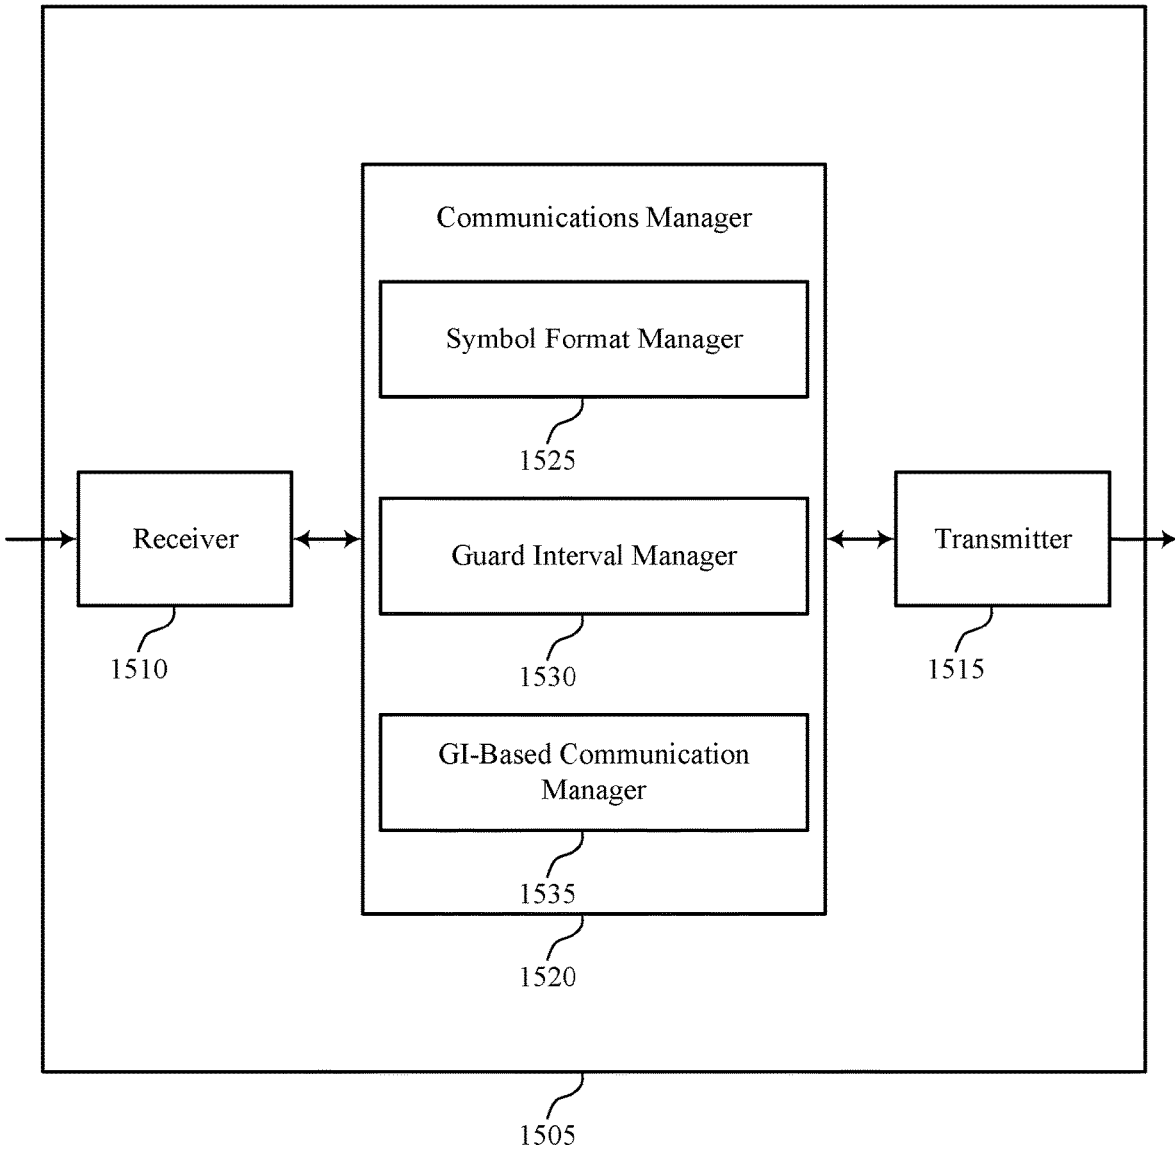 Communications Manager
Symbol Format Manager
1525
Receiver
1510
Guard Interval Manager
1530
Transmitter
1515
GI-Based Communication
Manager
1535
1520
1505